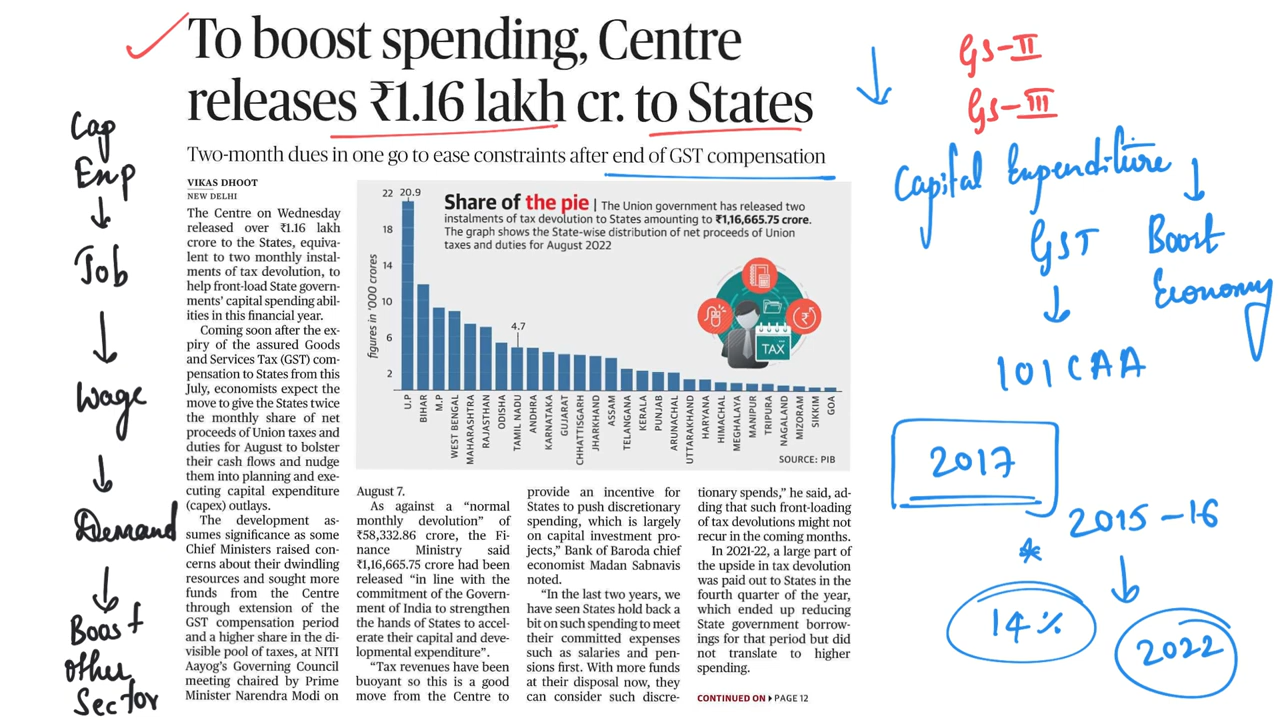 To boost spending, Centre
releases ₹1.16 lakh cr. to States
Two-month dues in one go to ease constraints after end of GST compensation
VIKAS DHOOT
NEW DELHI
The Centre on Wednesday
released over ₹1.16 lakh
crore to the States, equiva-
lent to two monthly instal-
ments of tax devolution, to
help front-load State govern-
ments' capital spending abil-
ities in this financial year.
Coming soon after the ex-
piry of the assured Goods
and Services Tax (GST) com-
pensation to States from this
July, economists expect the
move to give the States twice
the monthly share of net
proceeds of Union taxes and
duties for August to bolster
their cash flows and nudge
them into planning and exe-
cuting capital expenditure
(capex) outlays.
The development as-
sumes significance as some
Chief Ministers raised con-
cerns about their dwindling
resources and sought more
funds from the Centre
through extension of the
GST compensation period
and a higher share in the di-
visible pool of taxes, at NITI
Aayog's Governing Council
meeting chaired by Prime
Minister Narendra Modi on
Share of the pie | The Union government has released two
instalments of tax devolution to States amounting to ₹1,16,665.75 crore.
The graph shows the State-wise distribution of net proceeds of Union
taxes and duties for August 2022
figures in '000 crores
22
18
14
10
6
2
20.9
4.7
TAX
U.P
BIHAR
M.P
WEST BENGAL
MAHARASHTRA
RAJASTHAN
ODISHA
TAMIL NADU
ANDHRA
KARNATAKA
GUJARAT
CHHATTISGARH
JHARKHAND
ASSAM
TELANGANA
KERALA
PUNJAB
ARUNACHAL
UTTARAKHAND
HARYANA
HIMACHAL
MEGHALAYA
MANIPUR
TRIPURA
NAGALAND
MIZORAM
SIKKIM
GOA
SOURCE: PIB
August 7.
As against a "normal
monthly devolution" of
₹58,332.86 crore, the Fi-
nance Ministry said
₹1,16,665.75 crore had been
released "in line with the
commitment of the Govern-
ment of India to strengthen
the hands of States to accel-
erate their capital and deve-
lopmental expenditure".
"Tax revenues have been
buoyant so this is a good
move from the Centre to
provide an incentive for
States to push discretionary
spending, which is largely
on capital investment pro-
jects," Bank of Baroda chief
economist Madan Sabnavis
noted.
"In the last two years, we
have seen States hold back a
bit on such spending to meet
their committed expenses
such as salaries and pen-
sions first. With more funds
at their disposal now, they
can consider such discre-
tionary spends," he said, ad-
ding that such front-loading
of tax devolutions might not
recur in the coming months.
In 2021-22, a large part of
the upside in tax devolution
was paid out to States in the
fourth quarter of the year,
which ended up reducing
State government borrow-
ings for that period but did
not translate to higher
spending.
CONTINUED ON ▸ PAGE 12
Cap
Exp
Job
Wage
Demand
Boost
other
Sector
GS-II
GS-III
Capital Expenditure
GST
Boost
Economy
101 CAA
2017
2015-16
14%
2022